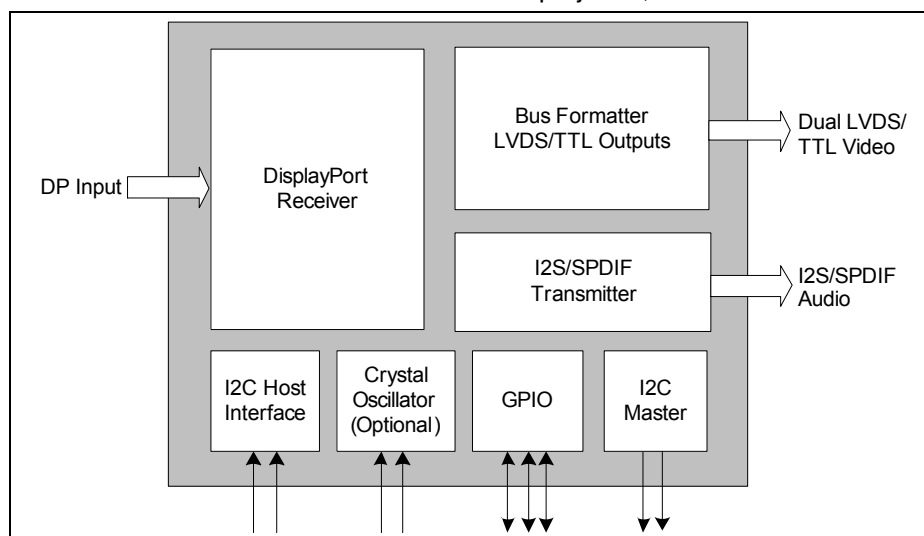 Bus Formatter
LVDS/TTL Outputs
Dual LVDS/
TTL Video
DP Input
DisplayPort
Receiver
I2S/SPDIF
Transmitter
I2S/SPDIF
Audio
I2C Host
Interface
Crystal
Oscillator
(Optional)
GPIO
I2C
Master